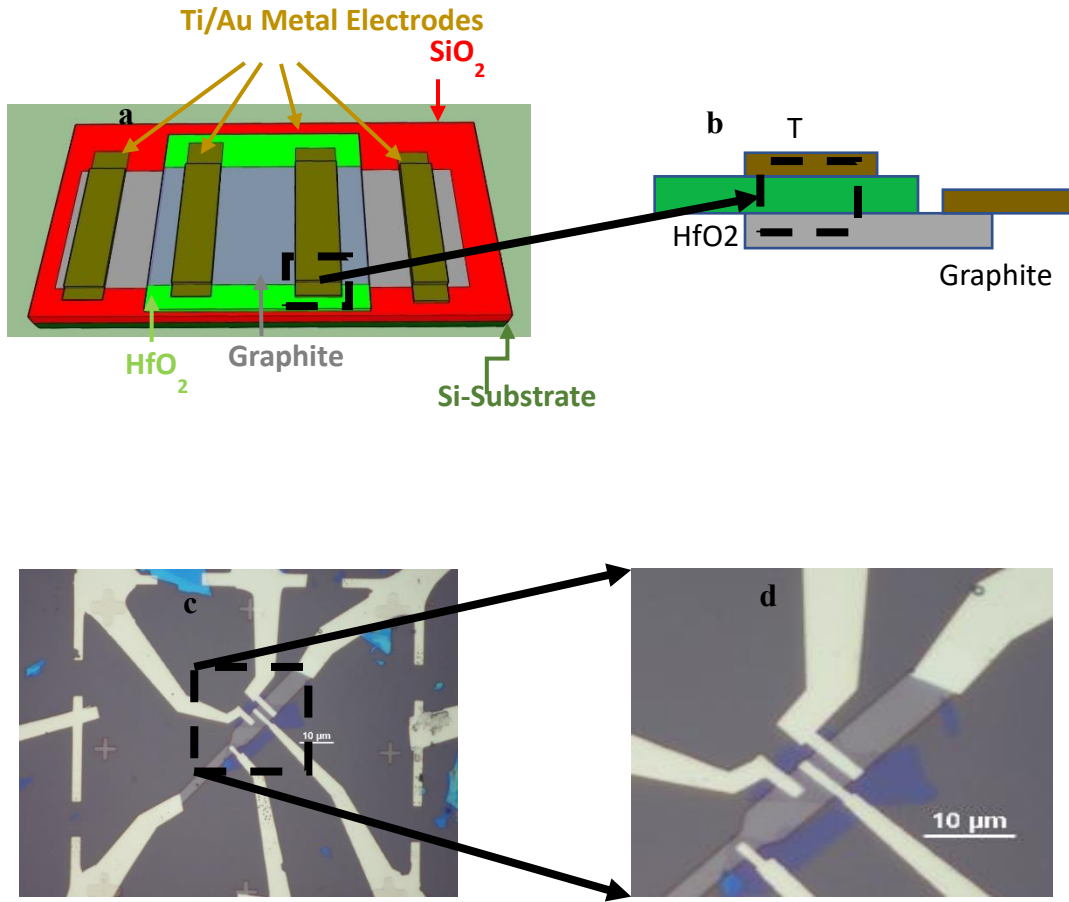 Ti/Au Metal Electrodes
SiO2
a
HfO2
Graphite
Si-Substrate
b
T
HfO2
Graphite
c
10 µm
d
10 µm